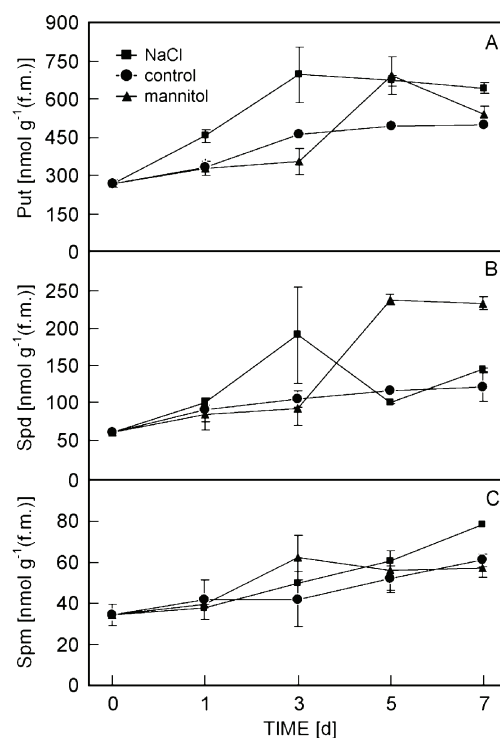 A
900
750
600
450
300
150
0
NaCl
control
mannitol
Put [nmol g⁻¹(f.m.)]
B
250
200
150
100
50
0
Spd [nmol g⁻¹(f.m.)]
C
80
60
40
20
0
Spm [nmol g⁻¹(f.m.)]
0 1 3 5 7
TIME [d]